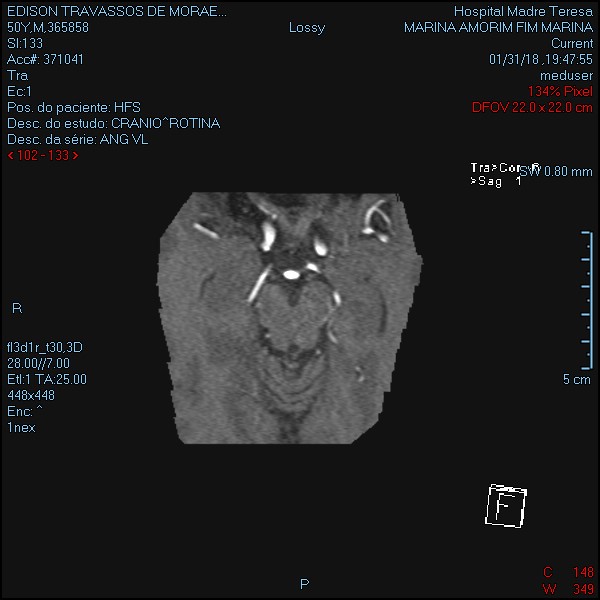 EDISON TRAVASSOS DE MORAE...
50Y,M,365858
Sl:133
Acc#: 371041
Tra
Ec:1
Pos. do paciente: HFS
Desc. do estudo: CRANIO^ROTINA
Desc. da série: ANG VL
< 102 - 133 >
Lossy
Hospital Madre Teresa
MARINA AMORIM FIM MARINA
Current
01/31/18 ,19:47:55
meduser
134% Pixel
DFOV 22.0 x 22.0 cm
Tra>Cor
SW 0.80 mm
>Sag 1
R
fl3d1r_t30,3D
28.00//7.00
Etl:1 TA:25.00
448x448
Enc: ^
1nex
5 cm
F
P
C 148
W 349